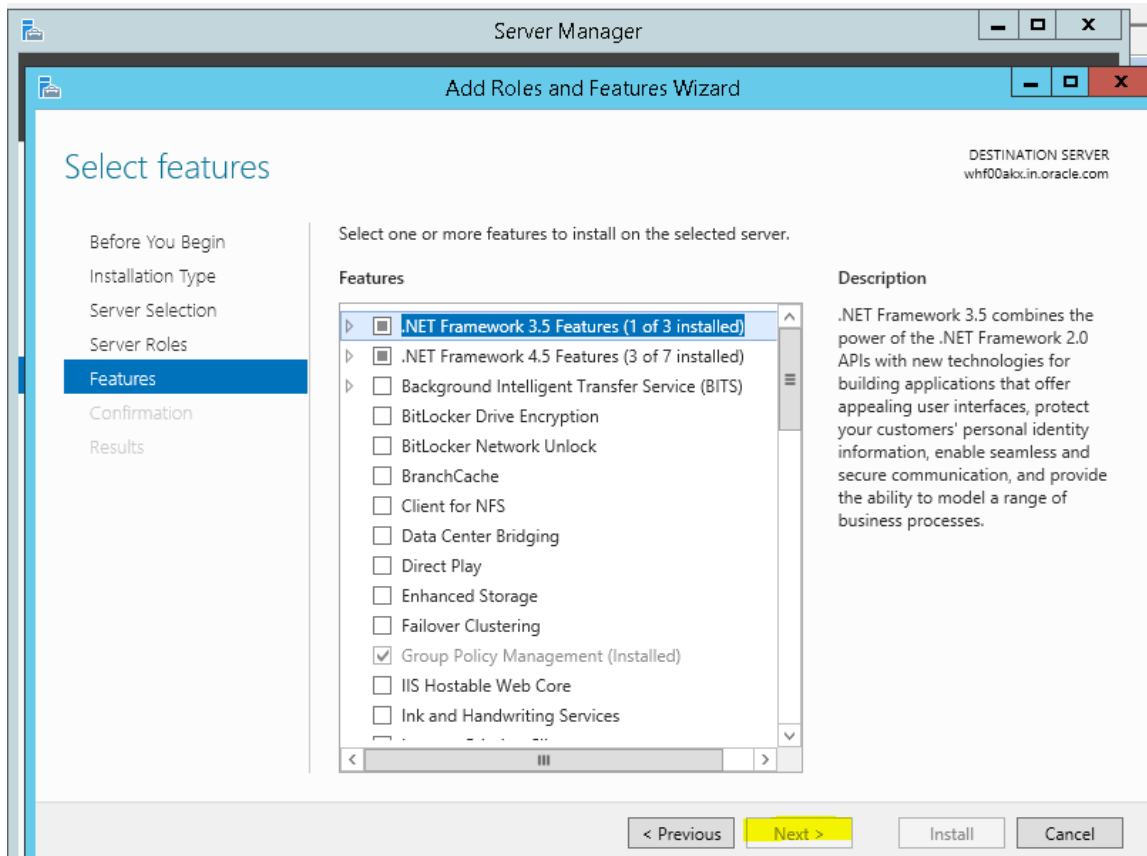 Server Manager
Add Roles and Features Wizard
Select features
DESTINATION SERVER
whf00akx.in.oracle.com
Before You Begin
Installation Type
Server Selection
Server Roles
Features
Confirmation
Results
Select one or more features to install on the selected server.
Features
.NET Framework 3.5 Features (1 of 3 installed)
.NET Framework 4.5 Features (3 of 7 installed)
Background Intelligent Transfer Service (BITS)
BitLocker Drive Encryption
BitLocker Network Unlock
BranchCache
Client for NFS
Data Center Bridging
Direct Play
Enhanced Storage
Failover Clustering
Group Policy Management (Installed)
IIS Hostable Web Core
Ink and Handwriting Services
Description
.NET Framework 3.5 combines the
power of the .NET Framework 2.0
APIs with new technologies for
building applications that offer
appealing user interfaces, protect
your customers' personal identity
information, enable seamless and
secure communication, and provide
the ability to model a range of
business processes.
< Previous
Next >
Install
Cancel